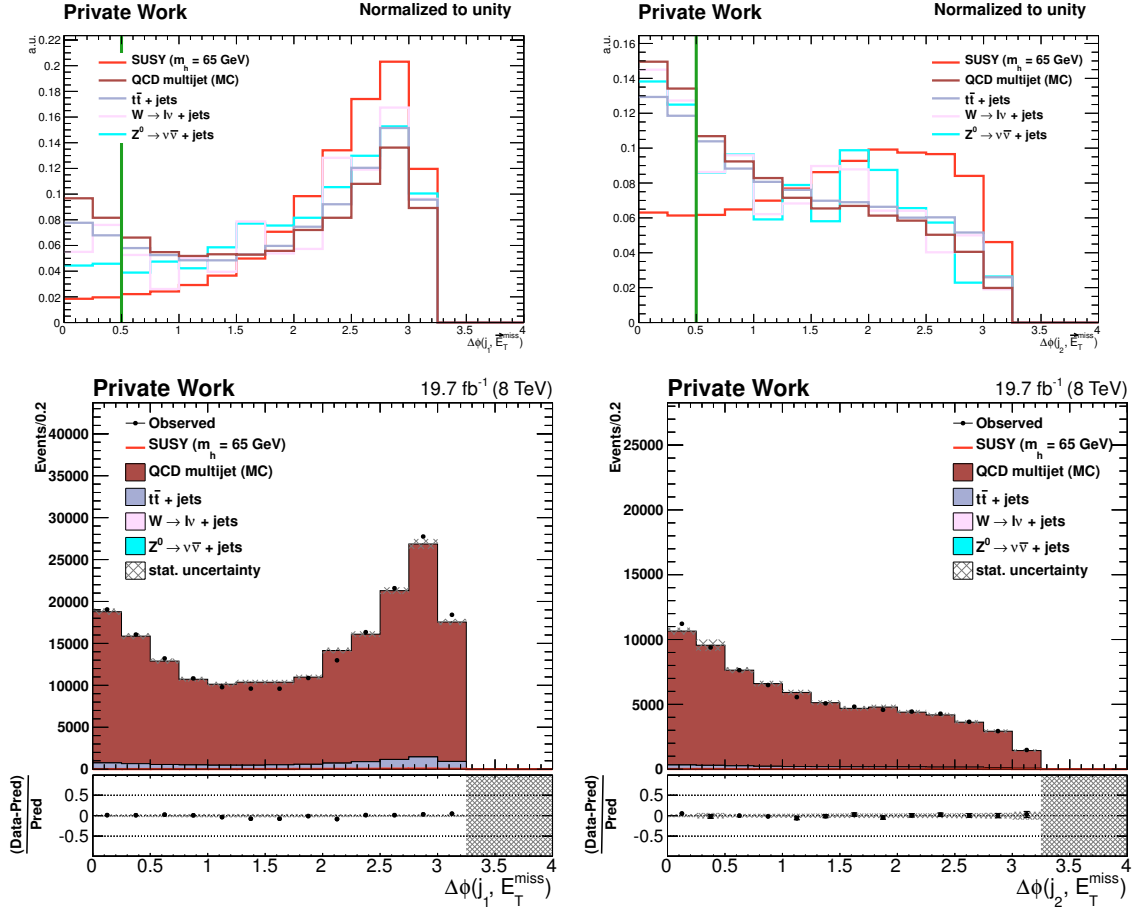 Private Work Normalized to unity
a.u.
0.22
0.2
0.18
0.16
0.14
0.12
0.1
0.08
0.06
0.04
0.02
0
SUSY (m_h = 65 GeV)
QCD multijet (MC)
tt̄ + jets
W → lν + jets
Z⁰ → νν̄ + jets
0 0.5 1 1.5 2 2.5 3 3.5 4
Δϕ(j₁, E_T^miss)
Private Work Normalized to unity
a.u.
0.16
0.14
0.12
0.1
0.08
0.06
0.04
0.02
0
SUSY (m_h = 65 GeV)
QCD multijet (MC)
tt̄ + jets
W → lν + jets
Z⁰ → νν̄ + jets
0 0.5 1 1.5 2 2.5 3 3.5 4
Δϕ(j₂, E_T^miss)
Private Work 19.7 fb⁻¹ (8 TeV)
Events/0.2
40000
35000
30000
25000
20000
15000
10000
5000
0
Observed
SUSY (m_h = 65 GeV)
QCD multijet (MC)
tt̄ + jets
W → lν + jets
Z⁰ → νν̄ + jets
stat. uncertainty
(Data-Pred)
Pred
0.5
0
-0.5
0 0.5 1 1.5 2 2.5 3 3.5 4
Δϕ(j₁, E_T^miss)
Private Work 19.7 fb⁻¹ (8 TeV)
Events/0.2
25000
20000
15000
10000
5000
0
Observed
SUSY (m_h = 65 GeV)
QCD multijet (MC)
tt̄ + jets
W → lν + jets
Z⁰ → νν̄ + jets
stat. uncertainty
(Data-Pred)
Pred
0.5
0
-0.5
0 0.5 1 1.5 2 2.5 3 3.5 4
Δϕ(j₂, E_T^miss)